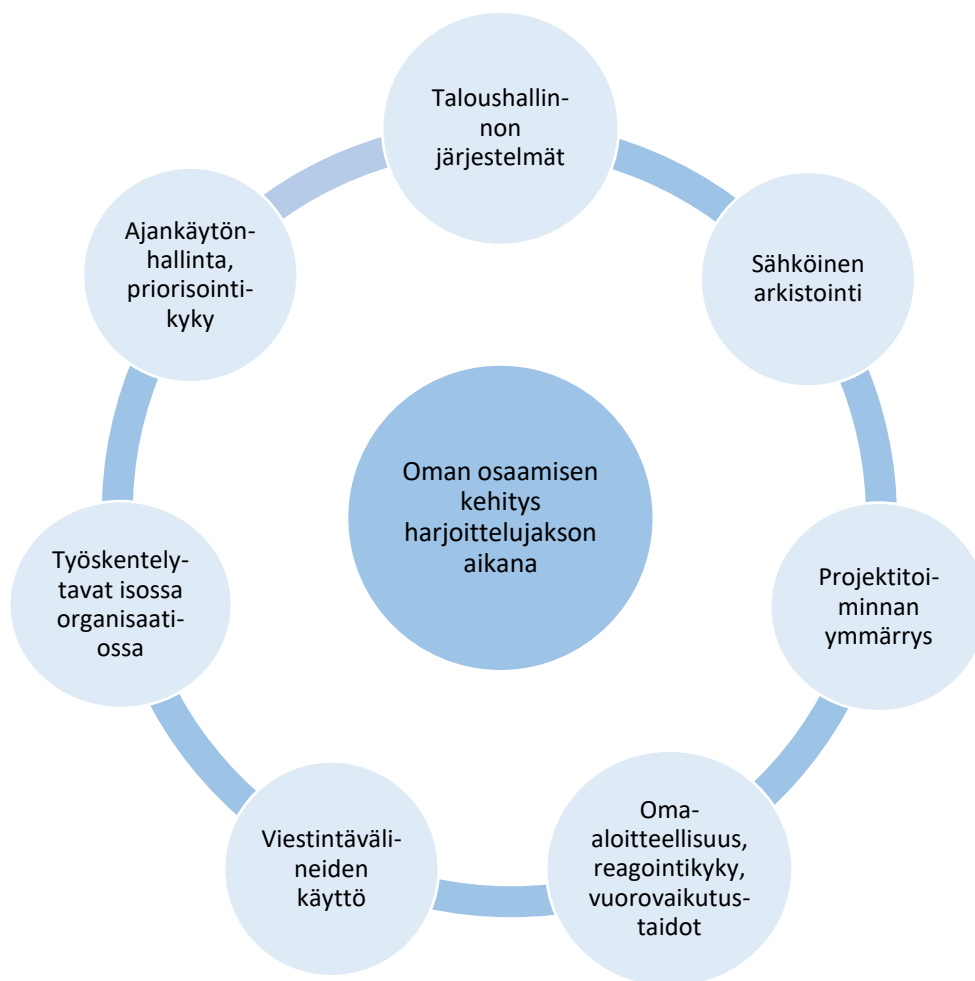 Taloushallin-
non
järjestelmät
Sähköinen
arkistointi
Projektitoi-
minnan
ymmärrys
Oma-
aloitteellisuus,
reagointikyky,
vuorovaikutus-
taidot
Viestintäväli-
neiden
käyttö
Työskentely-
tavat isossa
organisaati-
ossa
Ajankäytön-
hallinta,
priorisointi-
kyky
Oman osaamisen
kehitys
harjoittelujakson
aikana